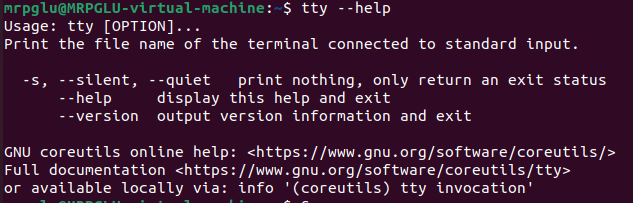 mrpglu@MRPGLU-virtual-machine:~$ tty --help
Usage: tty [OPTION]...
Print the file name of the terminal connected to standard input.
-s, --silent, --quiet   print nothing, only return an exit status
--help     display this help and exit
--version  output version information and exit
GNU coreutils online help: <https://www.gnu.org/software/coreutils/>
Full documentation <https://www.gnu.org/software/coreutils/tty>
or available locally via: info '(coreutils) tty invocation'